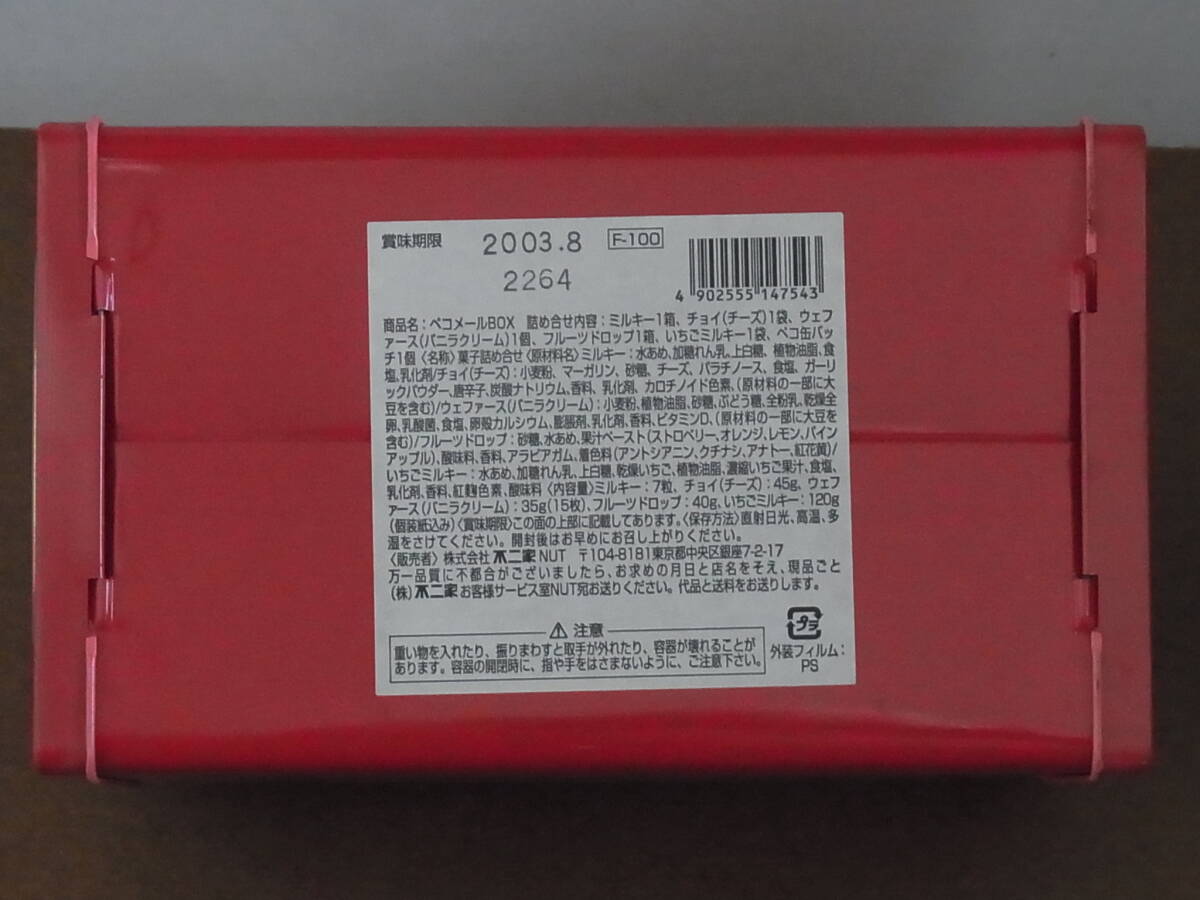 賞味期限 2003.8 F-100
2264
4 902555 147543
商品名:ペコメールBOX 詰め合せ内容:ミルキー1箱、チョイ(チーズ)1袋、ウェフ
ァース(バニラクリーム)1個、フルーツドロップ1箱、いちごミルキー1袋、ペコ缶バッ
チ1個〈名称〉菓子詰め合せ〈原材料名〉ミルキー:水あめ、加糖れん乳、上白糖、植物油脂、食
塩、乳化剤/チョイ(チーズ):小麦粉、マーガリン、砂糖、チーズ、パラチノース、食塩、ガーリ
ックパウダー、唐辛子、炭酸ナトリウム、香料、乳化剤、カロチノイド色素、(原材料の一部に大
豆を含む)/ウェファース(バニラクリーム):小麦粉、植物油脂、砂糖、ぶどう糖、全粉乳、乾燥全
卵、乳酸菌、食塩、卵殻カルシウム、膨脹剤、乳化剤、香料、ビタミンD、(原材料の一部に大豆を
含む)/フルーツドロップ:砂糖、水あめ、果汁ペースト(ストロベリー、オレンジ、レモン、パイン
アップル)、酸味料、香料、アラビアガム、着色料(アントシアニン、クチナシ、アナトー、紅花黄)/
いちごミルキー:水あめ、加糖れん乳、上白糖、乾燥いちご、植物油脂、濃縮いちご果汁、食塩、
乳化剤、香料、紅麹色素、酸味料〈内容量〉ミルキー:7粒、チョイ(チーズ):45g、ウェフ
ァース(バニラクリーム):35g(15枚)、フルーツドロップ:40g、いちごミルキー:120g
(個装紙込み)〈賞味期限〉この面の上部に記載してあります。〈保存方法〉直射日光、高温、多
湿をさけてください。開封後はお早めにお召し上がりください。
〈販売者〉株式会社 不二家 NUT 〒104-8181東京都中央区銀座7-2-17
万一品質に不都合がございましたら、お求めの月日と店名をそえ、現品ごと
(株)不二家お客様サービス室NUT宛お送りください。代品と送料をお送りします。
注意
重い物を入れたり、振りまわすと取手が外れたり、容器が壊れることが
あります。容器の開閉時に、指や手をはさまないように、ご注意下さい。
プラ
外装フィルム:
PS